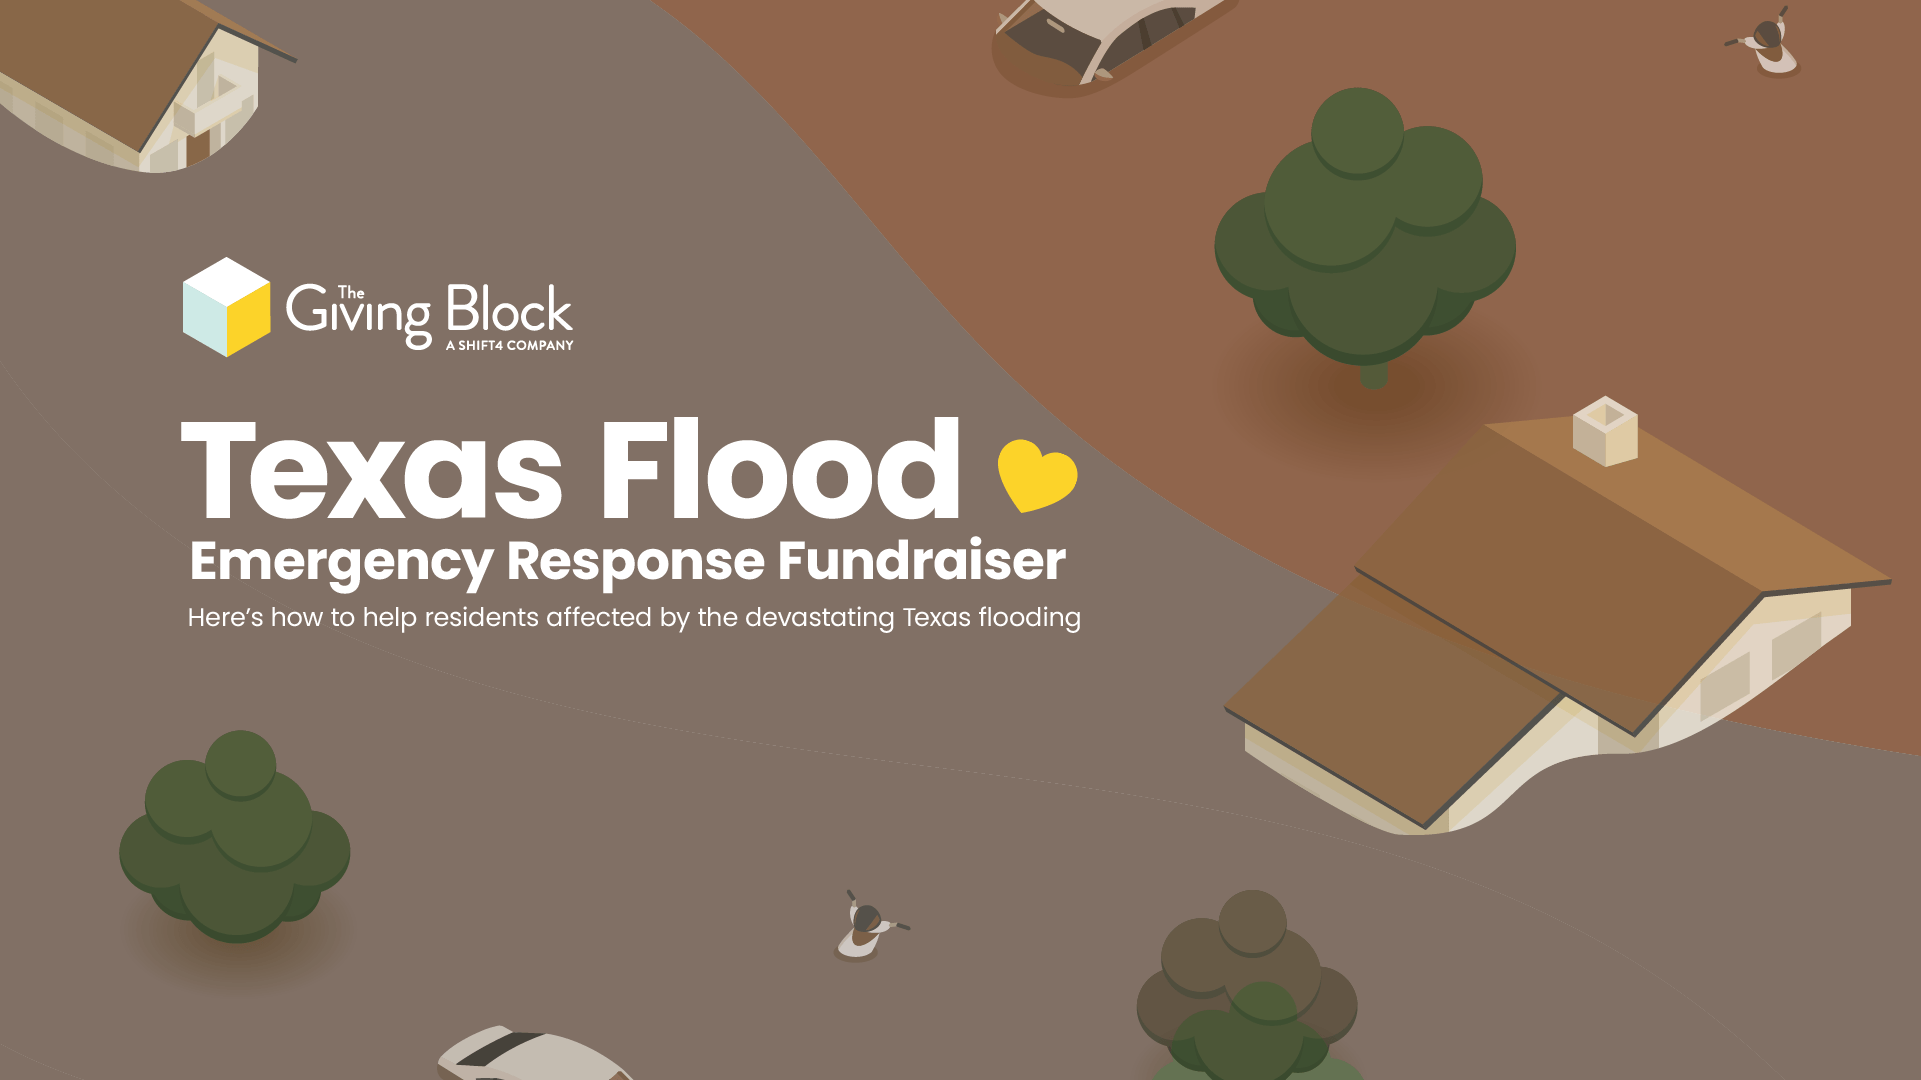 The Giving Block
A SHIFT4 COMPANY
Texas Flood
Emergency Response Fundraiser
Here’s how to help residents affected by the devastating Texas flooding